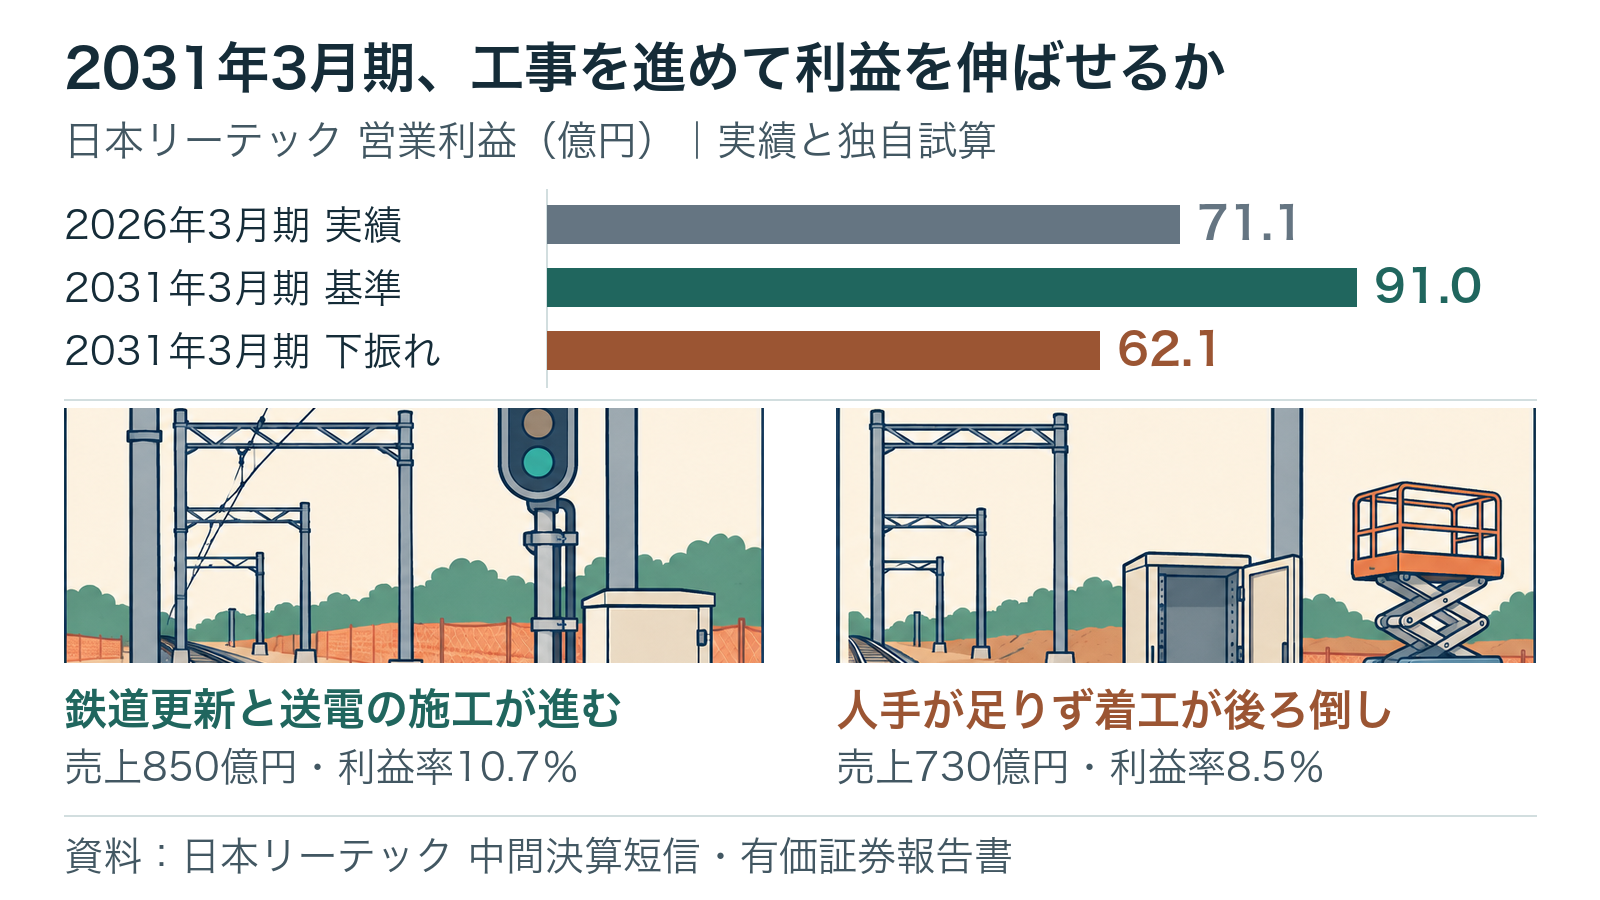 2031年3月期、工事を進めて利益を伸ばせるか
日本リーテック 営業利益（億円）｜実績と独自試算
2026年3月期 実績 71.1
2031年3月期 基準 91.0
2031年3月期 下振れ 62.1
鉄道更新と送電の施工が進む
売上850億円・利益率10.7%
人手が足りず着工が後ろ倒し
売上730億円・利益率8.5%
資料：日本リーテック 中間決算短信・有価証券報告書